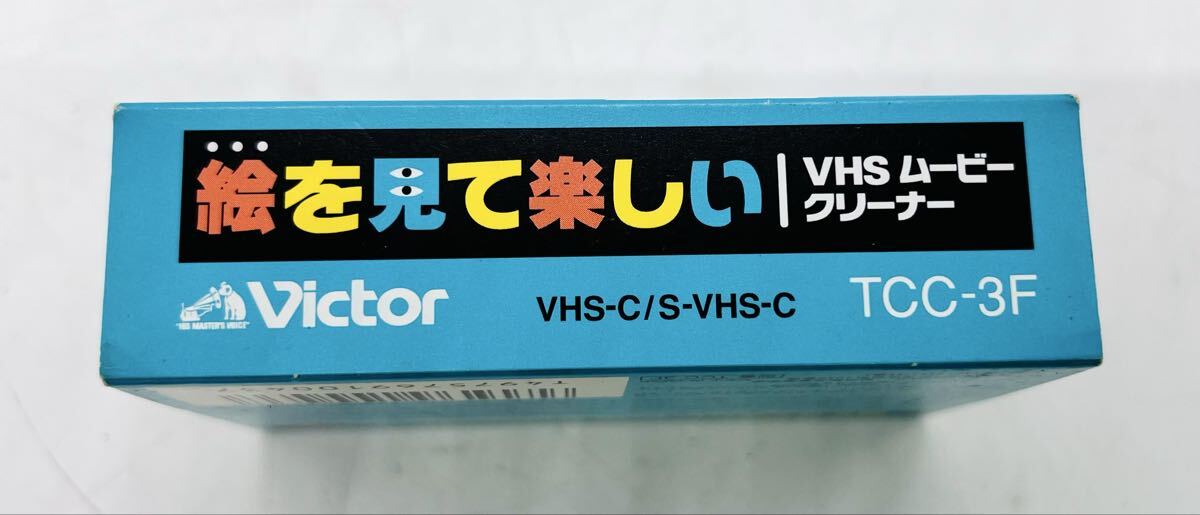 絵を見て楽しい
VHS ムービー
クリーナー
"HIS MASTER'S VOICE"
Victor
VHS-C/S-VHS-C
TCC-3F